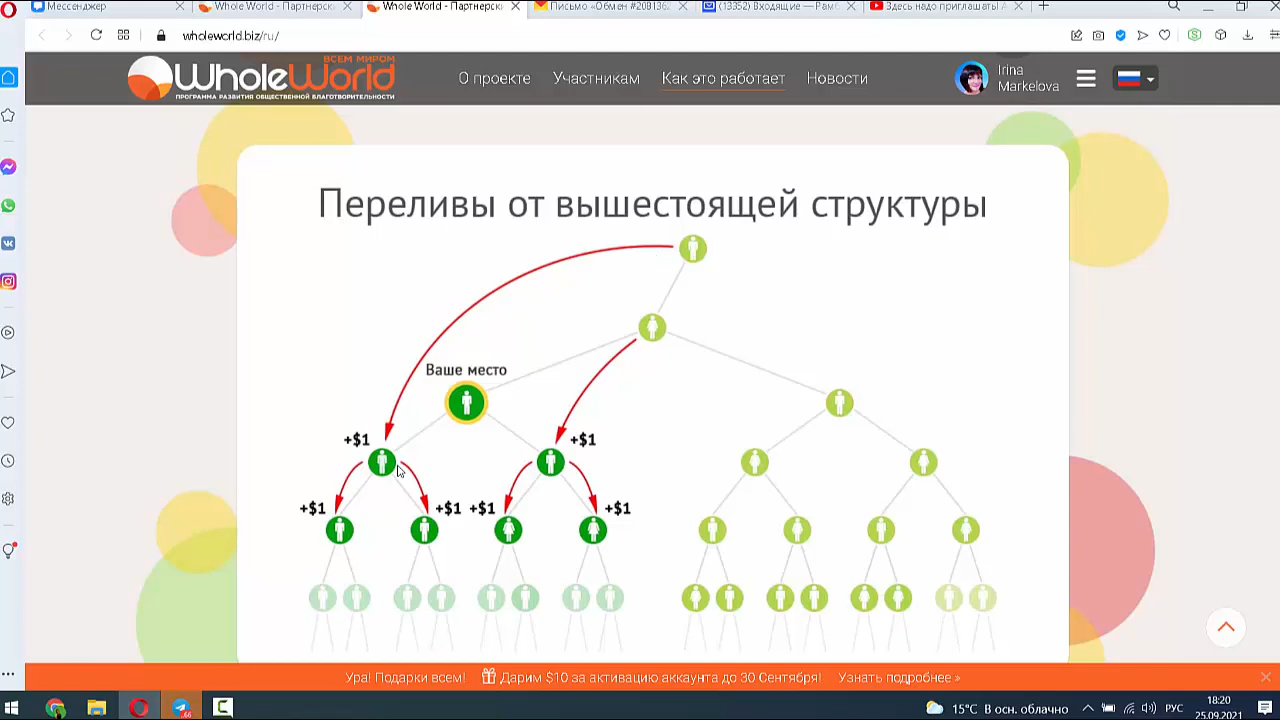 Мессенджер
Whole World - Партнерски
Whole World - Партнерск
Письмо «Обмен #208136
(13352) Входящие — Рам
Здесь надо приглашать! А
wholeworld.biz/ru/
ВСЕМ МИРОМ
WholeWorld
ПРОГРАММА РАЗВИТИЯ ОБЩЕСТВЕННОЙ БЛАГОТВОРИТЕЛЬНОСТИ
О проекте
Участникам
Как это работает
Новости
Irina
Markelova
Переливы от вышестоящей структуры
Ваше место
+$1
+$1
+$1
+$1
+$1
+$1
Ура! Подарки всем!
Дарим $10 за активацию аккаунта до 30 Сентября!
Узнать подробнее »
66
15°C В осн. облачно
РУС
18:20
25.09.2021